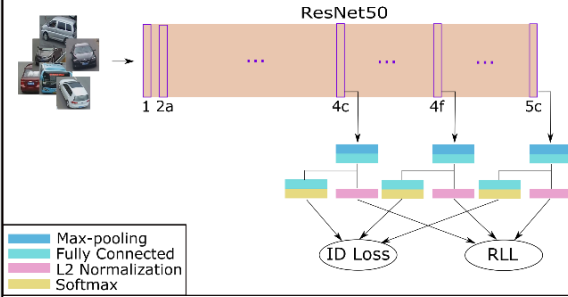 ResNet50
... ... ...
1 2a 4c 4f 5c
ID Loss RLL
Max-pooling
Fully Connected
L2 Normalization
Softmax